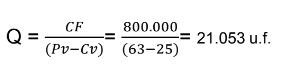 Q = CF/(Pv−Cv) = 800.000/(63−25) = 21.053 u.f.